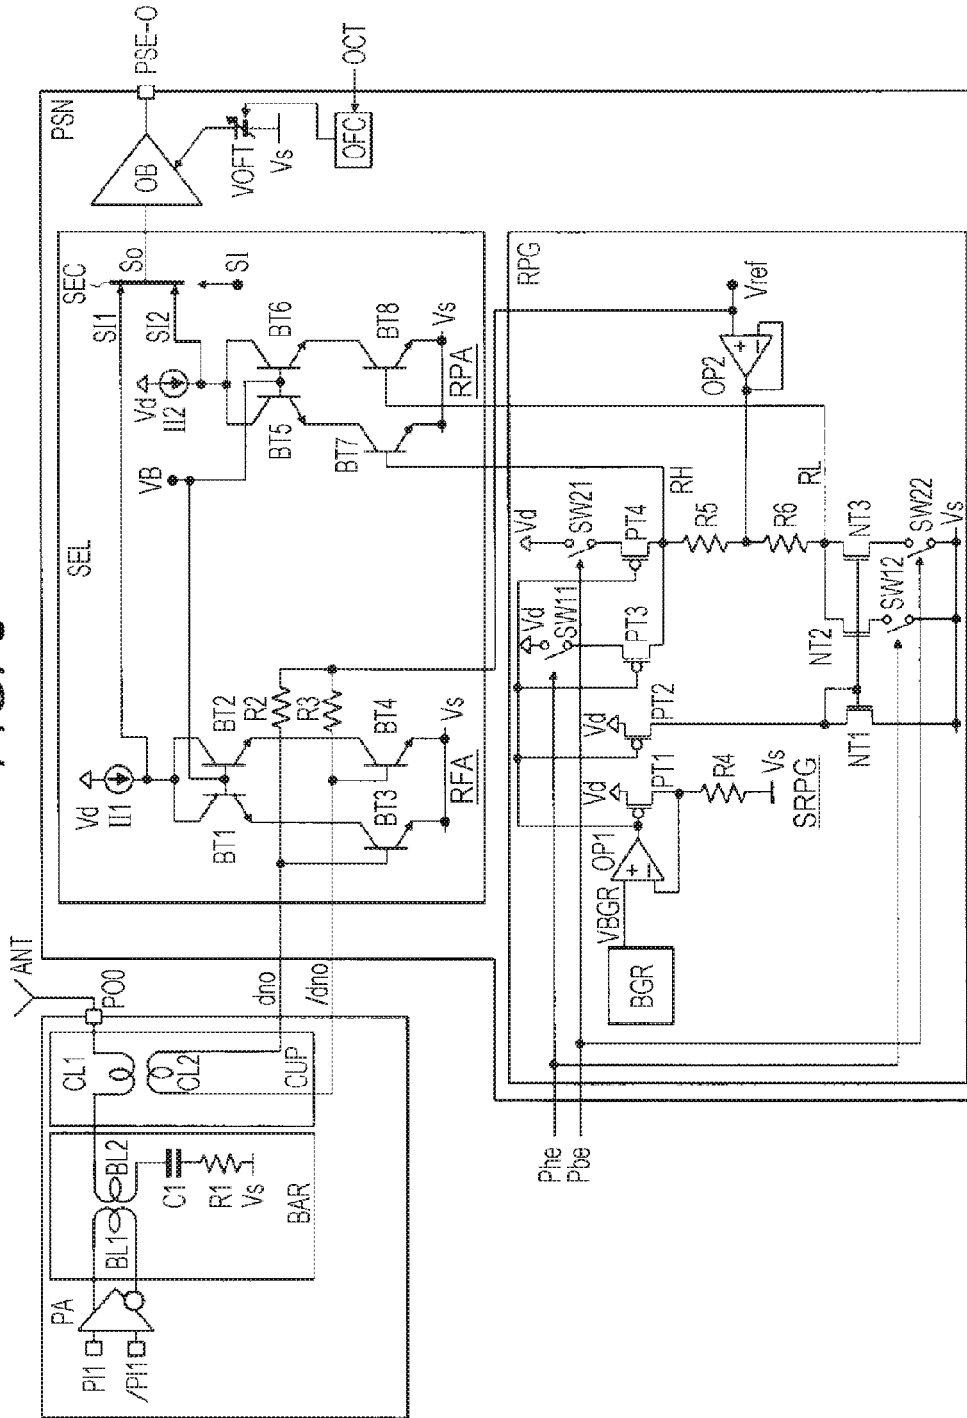 ANT
PO0
PA
PI1
/PI1
BL1
BL2
C1
R1
Vs
BAR
CL1
CL2
CUP
dno
/dno
PSN
SEL
Vd
II1
BT1
BT2
R2
R3
BT3
BT4
Vs
RFA
VB
SI1
SI2
SEC
So
SI
Vd
II2
BT5
BT6
BT7
BT8
Vs
RPA
OB
PSE-O
VOFT
Vs
OFC
OCT
RPG
Phe
Pbe
BGR
VBGR
OP1
Vd
PT1
R4
Vs
SRPG
Vd
PT2
NT1
Vd
SW11
PT3
NT2
SW12
Vd
SW21
PT4
RH
R5
R6
RL
NT3
SW22
Vs
OP2
Vref